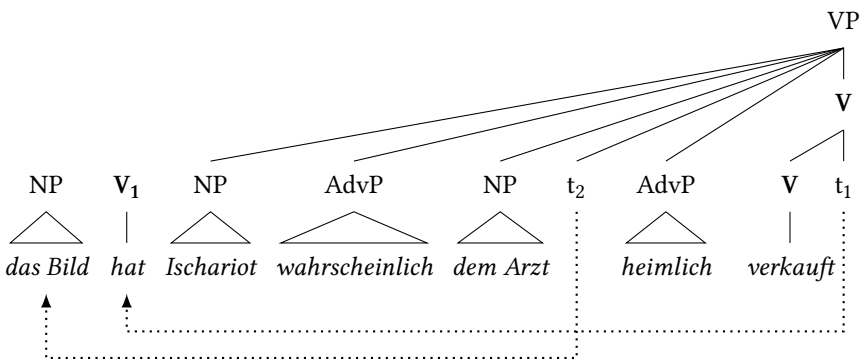 VP
V
NP V₁ NP AdvP NP t₂ AdvP V t₁
das Bild hat Ischariot wahrscheinlich dem Arzt heimlich verkauft